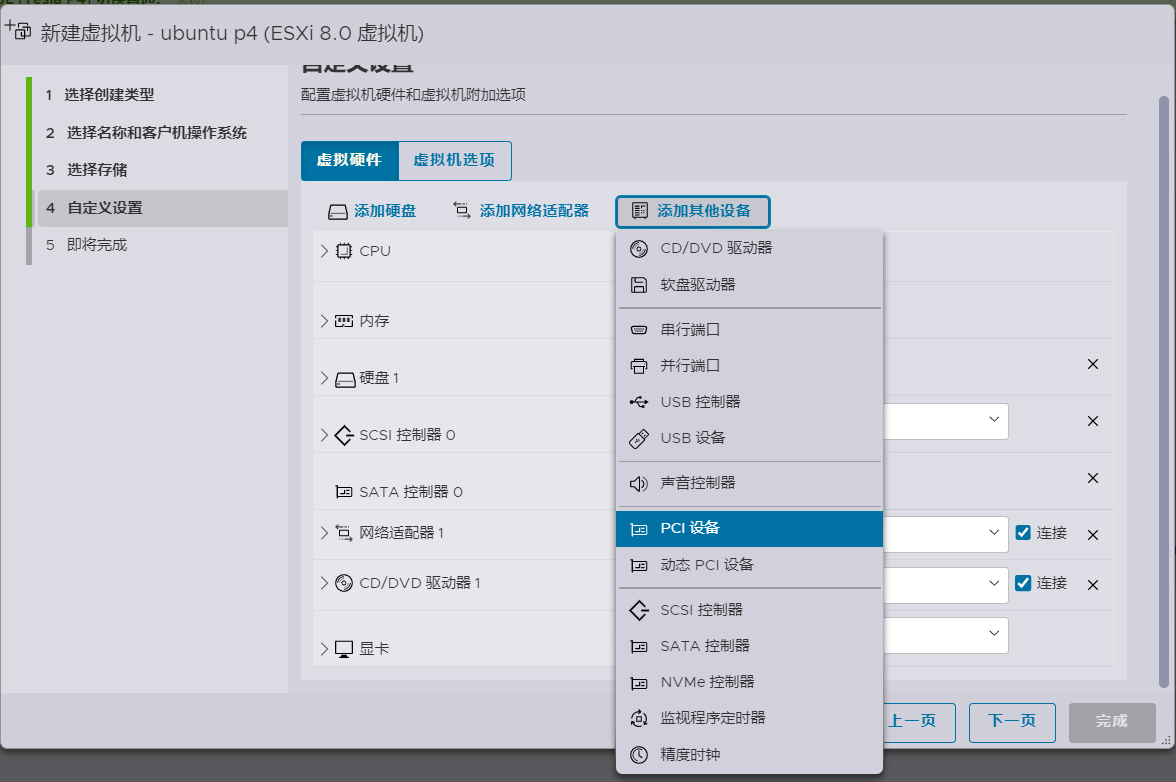 新建虚拟机 - ubuntu p4 (ESXi 8.0 虚拟机)
1 选择创建类型
2 选择名称和客户机操作系统
3 选择存储
4 自定义设置
5 即将完成
自定义设置
配置虚拟机硬件和虚拟机附加选项
虚拟硬件 虚拟机选项
添加硬盘 添加网络适配器 添加其他设备
CPU
内存
硬盘 1
SCSI 控制器 0
SATA 控制器 0
网络适配器 1 连接
CD/DVD 驱动器 1 连接
显卡
CD/DVD 驱动器
软盘驱动器
串行端口
并行端口
USB 控制器
USB 设备
声音控制器
PCI 设备
动态 PCI 设备
SCSI 控制器
SATA 控制器
NVMe 控制器
监视程序定时器
精度时钟
上一页 下一页 完成